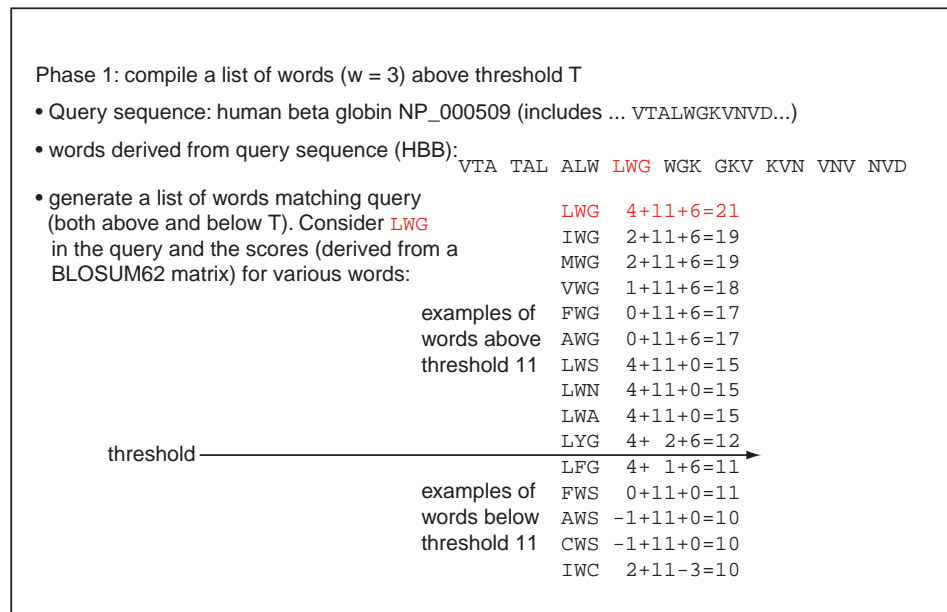 Phase 1: compile a list of words (w = 3) above threshold T
• Query sequence: human beta globin NP_000509 (includes ... VTALWGKVNVD...)
• words derived from query sequence (HBB):
VTA TAL ALW LWG WGK GKV KVN VNV NVD
• generate a list of words matching query
(both above and below T). Consider LWG
in the query and the scores (derived from a
BLOSUM62 matrix) for various words:
LWG 4+11+6=21
IWG 2+11+6=19
MWG 2+11+6=19
VWG 1+11+6=18
examples of FWG 0+11+6=17
words above AWG 0+11+6=17
threshold 11 LWS 4+11+0=15
LWN 4+11+0=15
LWA 4+11+0=15
LYG 4+ 2+6=12
threshold
LFG 4+ 1+6=11
examples of FWS 0+11+0=11
words below AWS -1+11+0=10
threshold 11 CWS -1+11+0=10
IWC 2+11-3=10